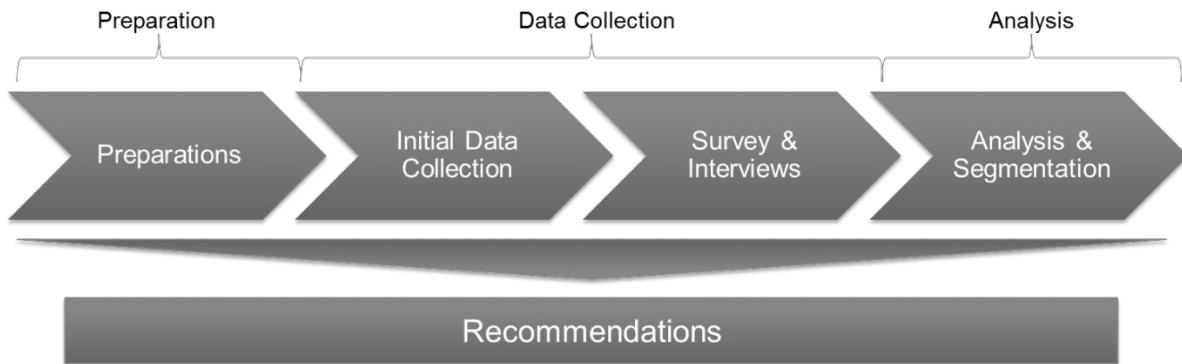 Preparation
Data Collection
Analysis
Preparations
Initial Data
Collection
Survey &
Interviews
Analysis &
Segmentation
Recommendations